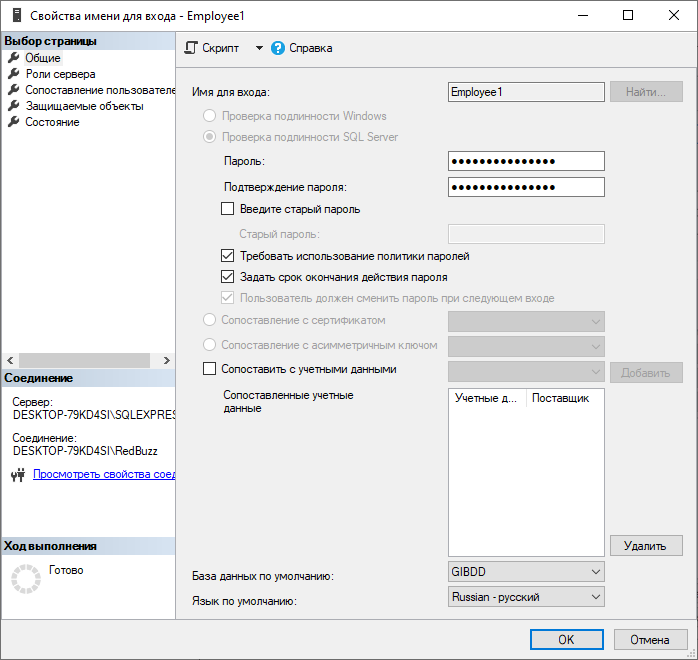 Свойства имени для входа - Employee1
Выбор страницы
Общие
Роли сервера
Сопоставление пользователе
Защищаемые объекты
Состояние
Соединение
Сервер:
DESKTOP-79KD4SI\SQLEXPRES
Соединение:
DESKTOP-79KD4SI\RedBuzz
Просмотреть свойства соед
Ход выполнения
Готово
Скрипт
Справка
Имя для входа:
Employee1
Найти...
Проверка подлинности Windows
Проверка подлинности SQL Server
Пароль:
●●●●●●●●●●●●●●●
Подтверждение пароля:
●●●●●●●●●●●●●●●
Введите старый пароль
Старый пароль:
Требовать использование политики паролей
Задать срок окончания действия пароля
Пользователь должен сменить пароль при следующем входе
Сопоставление с сертификатом
Сопоставление с асимметричным ключом
Сопоставить с учетными данными
Добавить
Сопоставленные учетные
данные
Учетные д... Поставщик
Удалить
База данных по умолчанию:
GIBDD
Язык по умолчанию:
Russian - русский
OK
Отмена